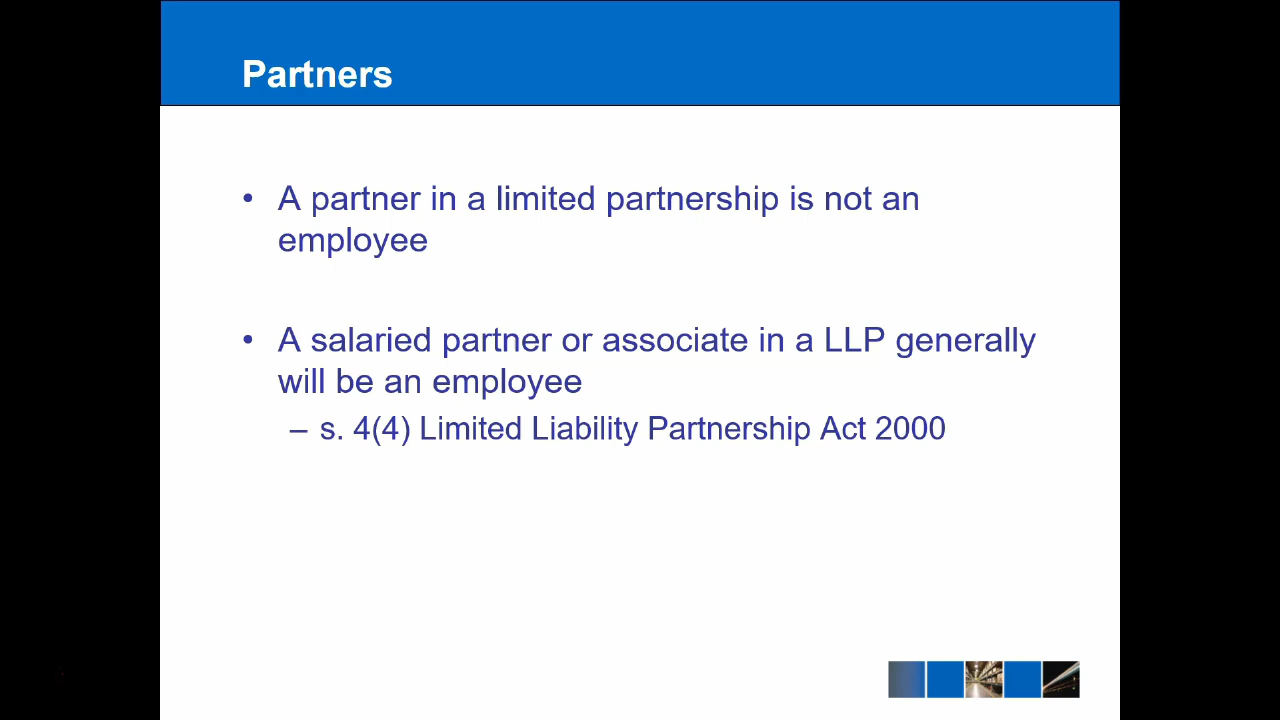 Partners
• A partner in a limited partnership is not an
employee
• A salaried partner or associate in a LLP generally
will be an employee
– s. 4(4) Limited Liability Partnership Act 2000